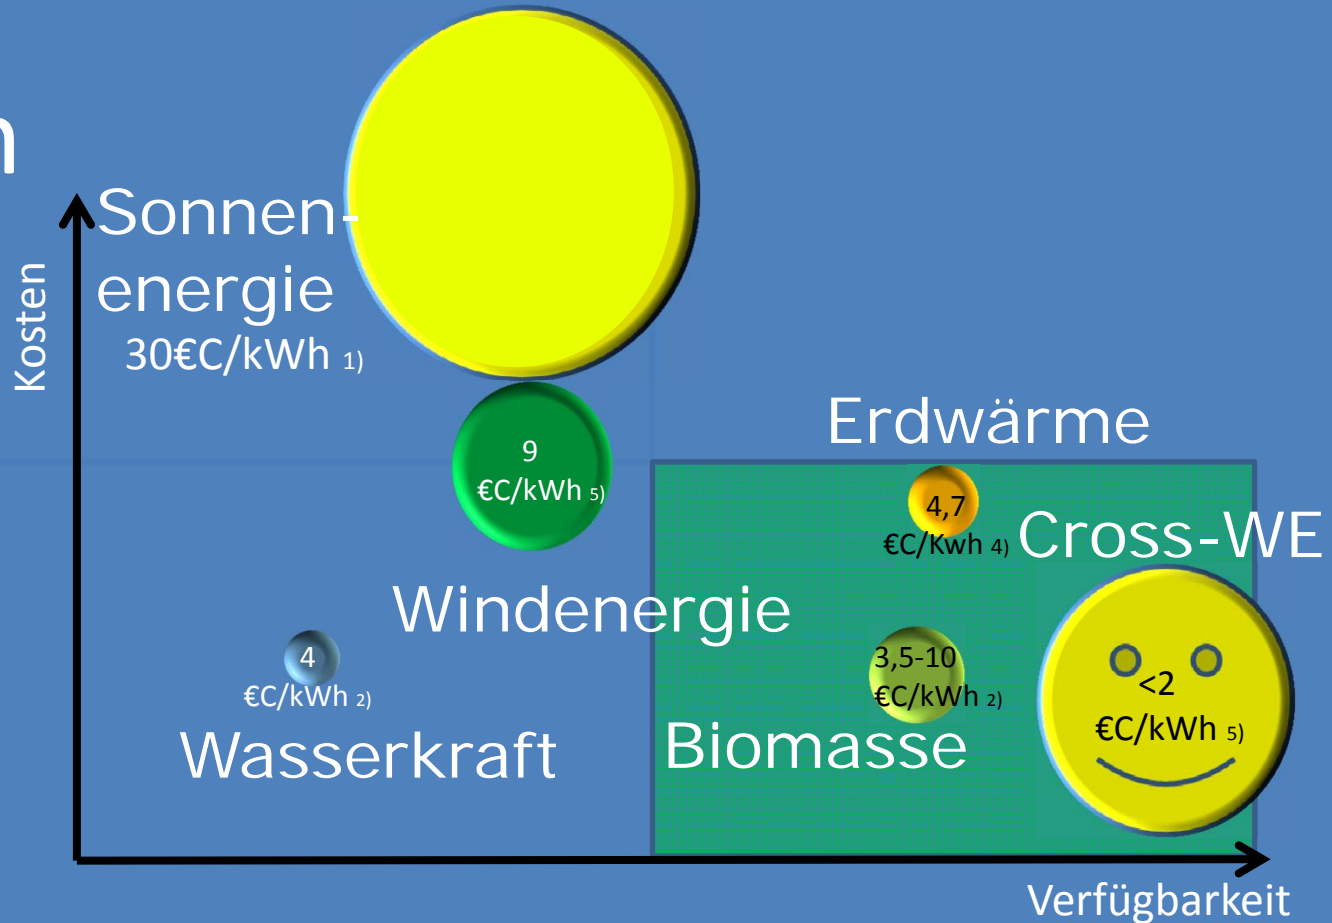 n
Kosten
Sonnen-
energie
30€C/kWh 1)
9
€C/kWh 5)
Erdwärme
4,7
€C/Kwh 4)
Cross-WE
Windenergie
4
€C/kWh 2)
3,5-10
€C/kWh 2)
<2
€C/kWh 5)
Wasserkraft
Biomasse
Verfügbarkeit